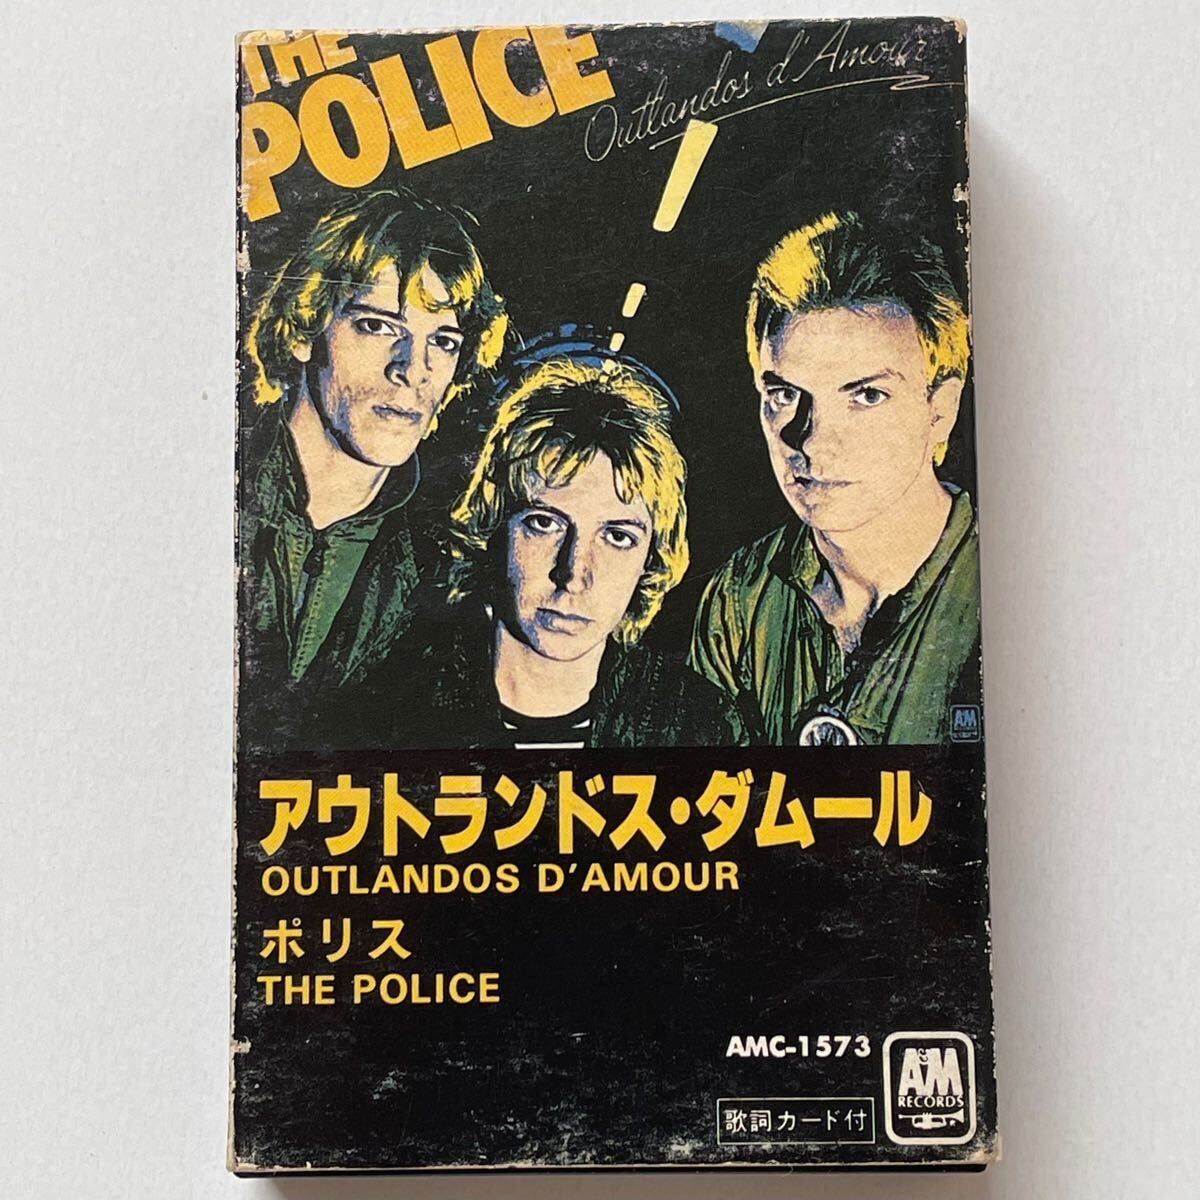 THE
POLICE
Outlandos d'Amour
A&M
アウトランドス・ダムール
OUTLANDOS D'AMOUR
ポリス
THE POLICE
AMC-1573
A&M
RECORDS
歌詞カード付